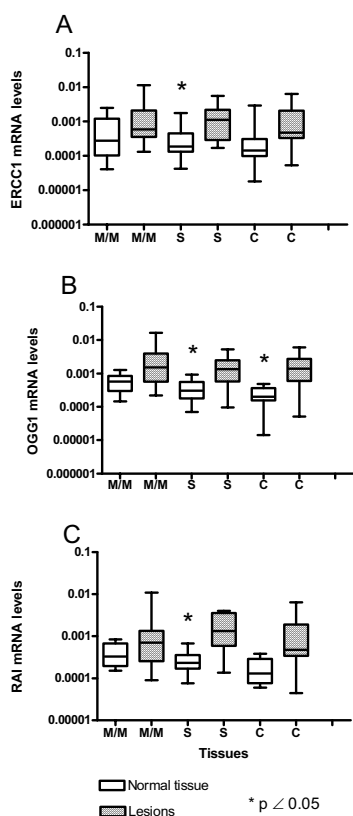 A
0.1
0.01
0.001
0.0001
0.00001
0.000001
ERCC1 mRNA levels
*
M/M M/M S S C C
B
0.1
0.01
0.001
0.0001
0.00001
0.000001
OGG1 mRNA levels
* *
M/M M/M S S C C
C
0.1
0.01
0.001
0.0001
0.00001
RAI mRNA levels
*
M/M M/M S S C C
Tissues
Normal tissue
Lesions
* p ∠ 0.05